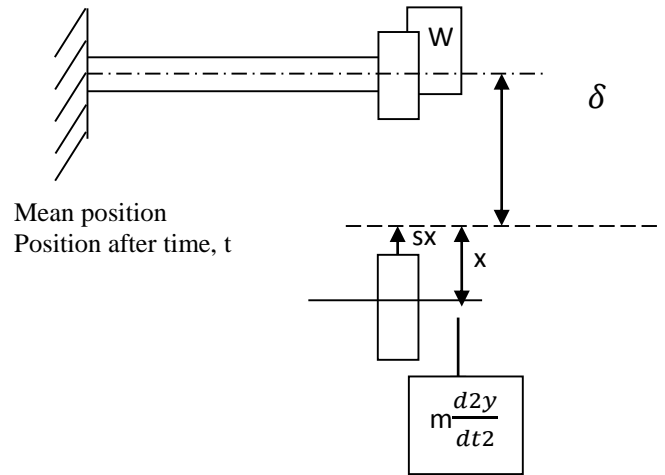 W
δ
Mean position
Position after time, t
sx
x
m d2y/dt2